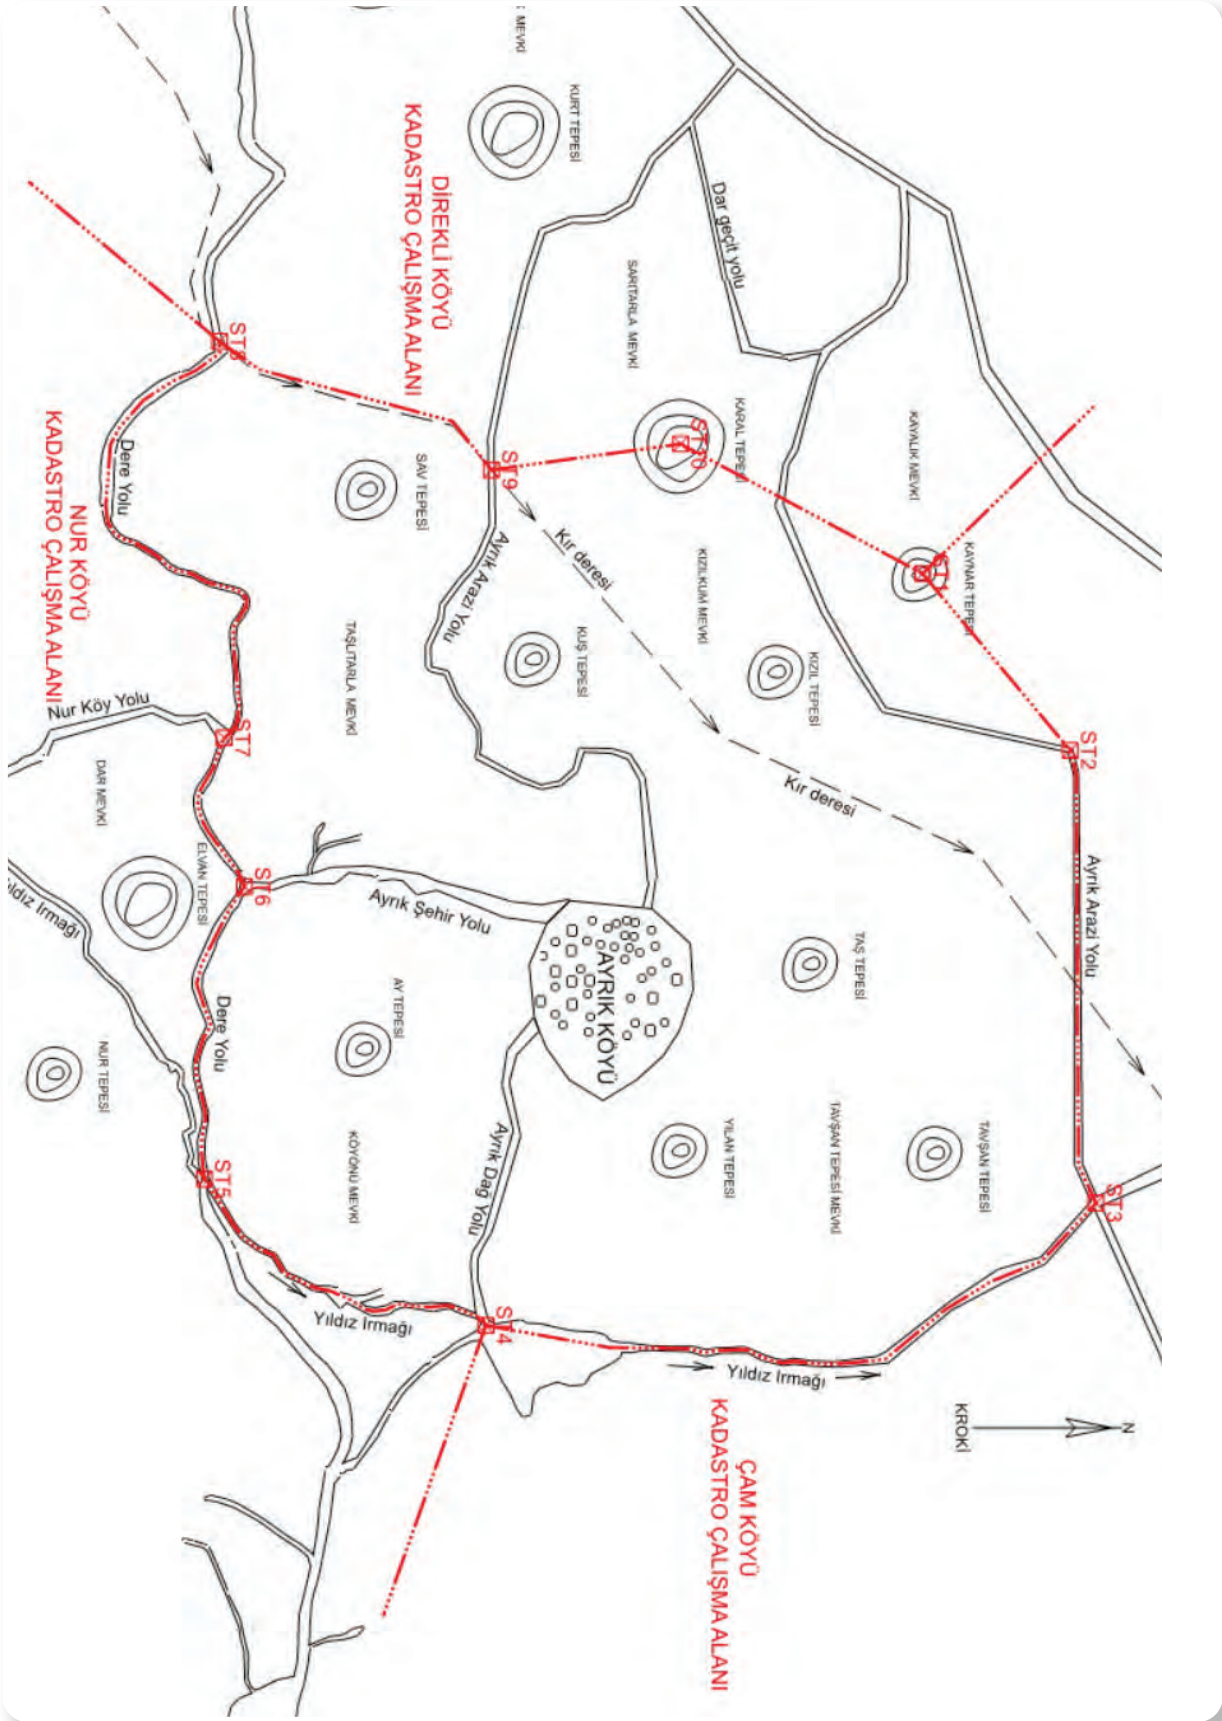 N
KROKİ
ST2
Ayrık Arazi Yolu
ST3
KAYNAR TEPESİ
ST1
KAYALIK MEVKİ
TAVŞAN TEPESİ
TAŞ TEPESİ
TAVŞAN TEPESİ MEVKİ
Kır deresi
KIZIL TEPESİ
Dar geçit yolu
KARAL TEPESİ
ST10
KIZILKUM MEVKİ
YILAN TEPESİ
Yıldız Irmağı
ÇAM KÖYÜ
KADASTRO ÇALIŞMA ALANI
SARITARLA MEVKİ
AYRIK KÖYÜ
KURT TEPESİ
Kır deresi
KUŞ TEPESİ
MEVKİ
ST9
Ayrık Arazi Yolu
Ayrık Dağ Yolu
ST4
DİREKLİ KÖYÜ
KADASTRO ÇALIŞMA ALANI
SAV TEPESİ
Ayrık Şehir Yolu
AY TEPESİ
TAŞLITARLA MEVKİ
KÖYÖNÜ MEVKİ
Yıldız Irmağı
ST8
ST7
ST6
ST5
Dere Yolu
Dere Yolu
ELVAN TEPESİ
Nur Köy Yolu
DAR MEVKİ
NUR TEPESİ
NUR KÖYÜ
KADASTRO ÇALIŞMA ALANI
ıldız Irmağı